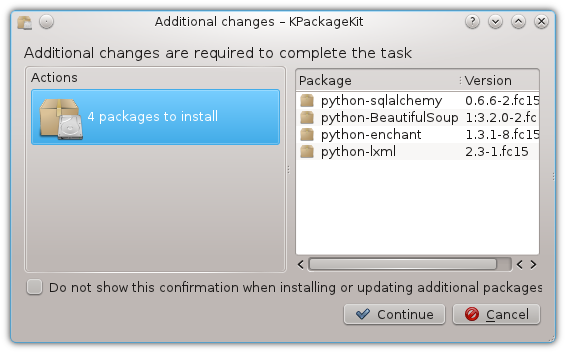 Additional changes – KPackageKit
Additional changes are required to complete the task
Actions
4 packages to install
Package Version
python-sqlalchemy 0.6.6-2.fc15
python-BeautifulSoup 1:3.2.0-2.fc
python-enchant 1.3.1-8.fc15
python-lxml 2.3-1.fc15
Do not show this confirmation when installing or updating additional packages
Continue Cancel